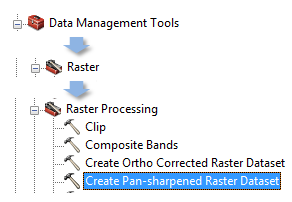 Data Management Tools
Raster
Raster Processing
Clip
Composite Bands
Create Ortho Corrected Raster Dataset
Create Pan-sharpened Raster Dataset